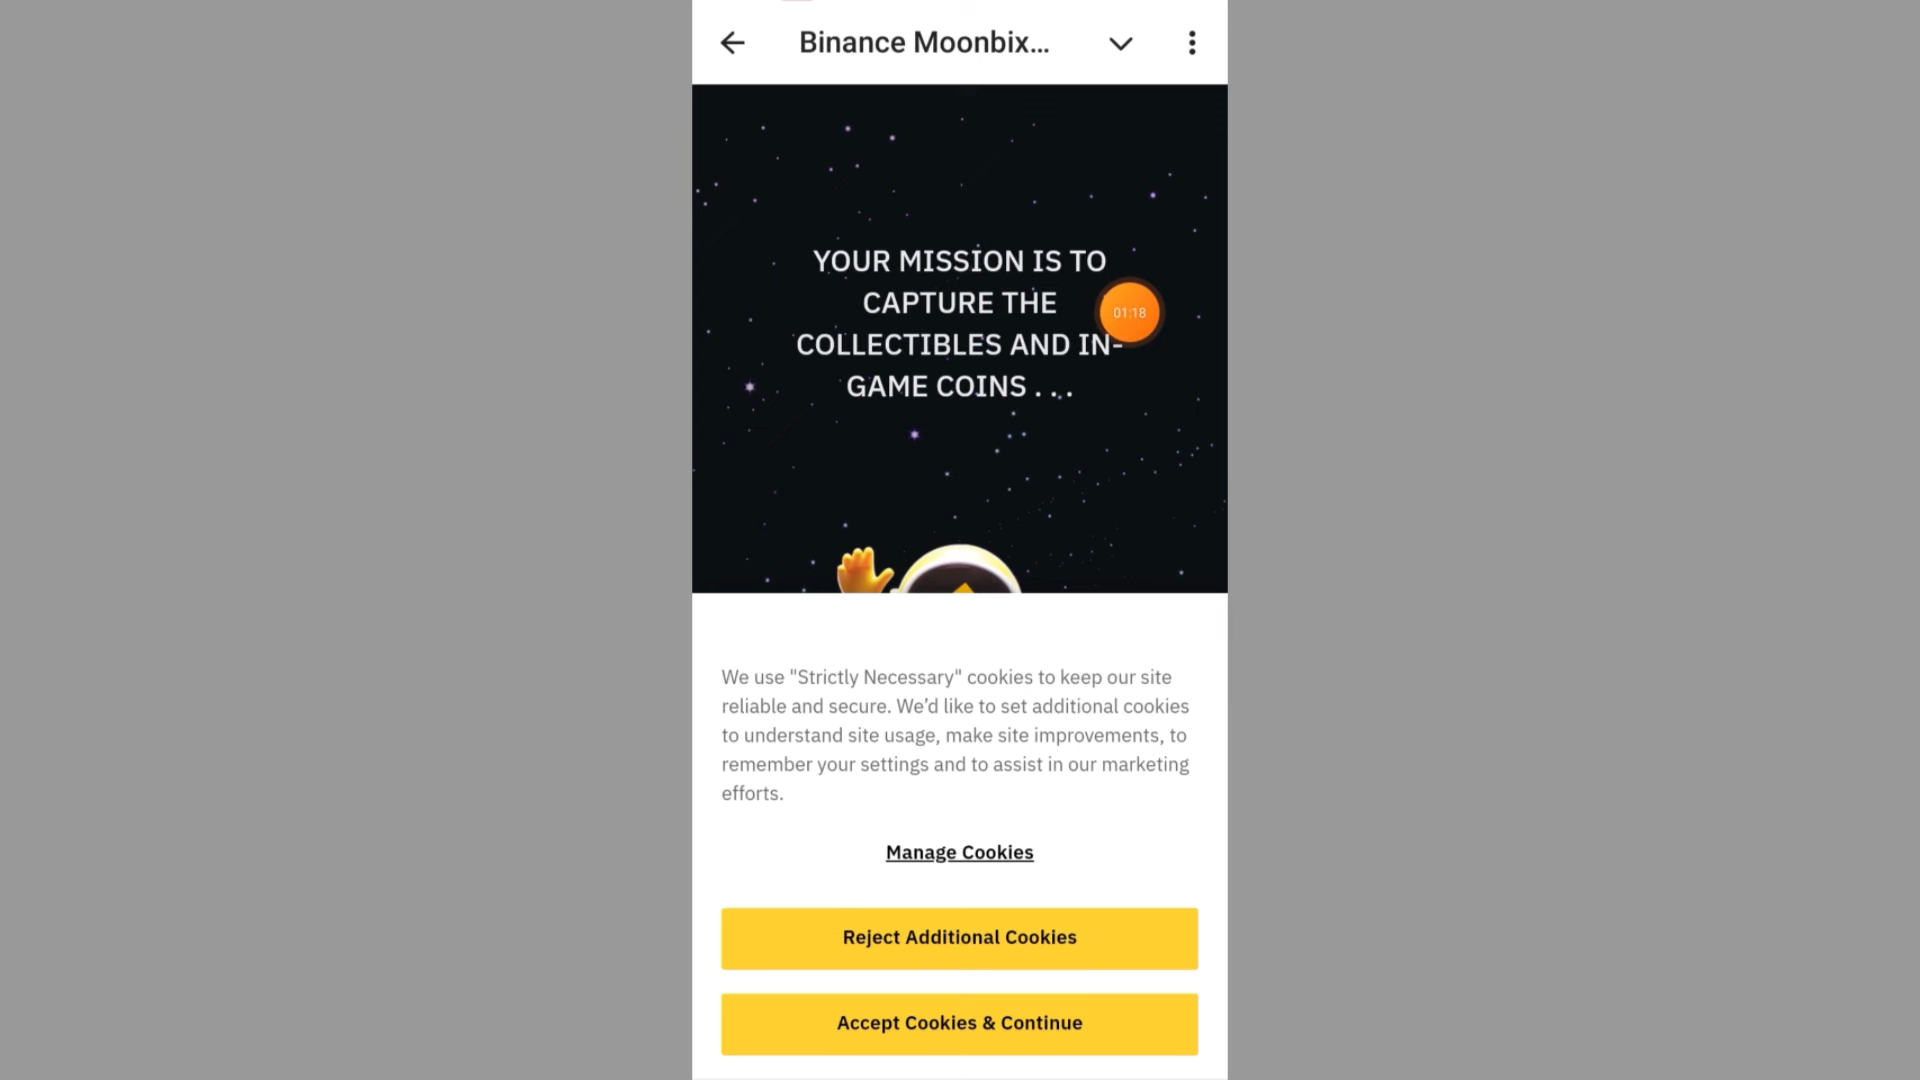 Binance Moonbix...
YOUR MISSION IS TO
CAPTURE THE
01:18
COLLECTIBLES AND IN-
GAME COINS . . .
We use "Strictly Necessary" cookies to keep our site
reliable and secure. We’d like to set additional cookies
to understand site usage, make site improvements, to
remember your settings and to assist in our marketing
efforts.
Manage Cookies
Reject Additional Cookies
Accept Cookies & Continue